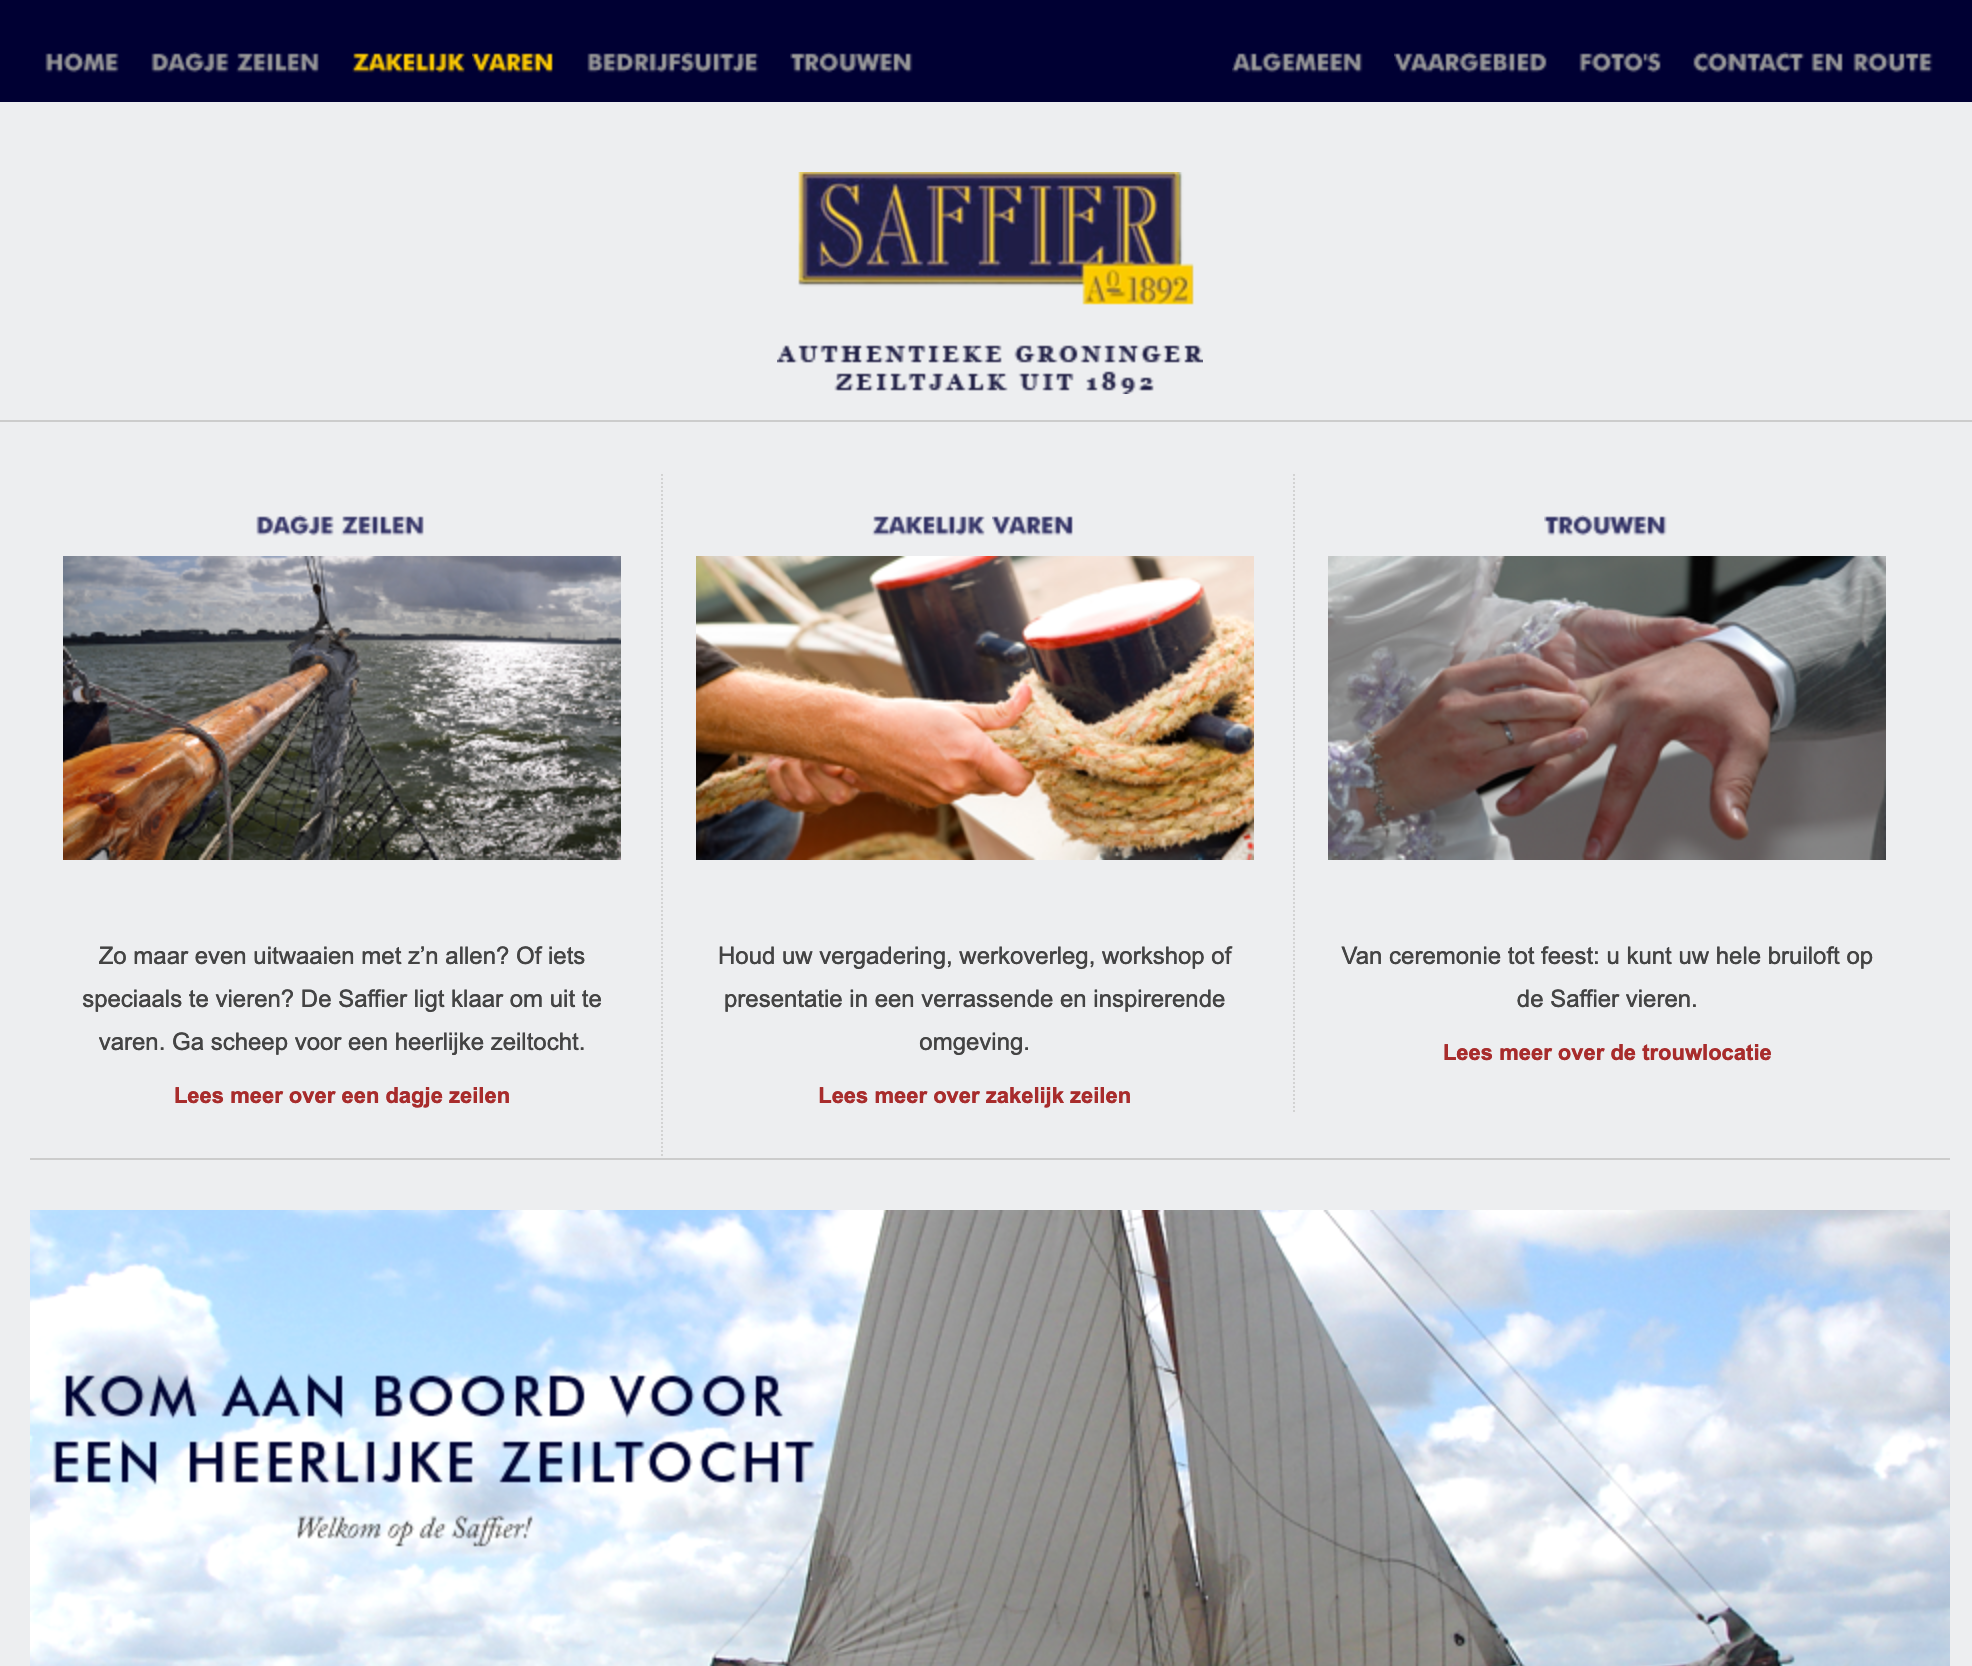 HOME DAGJE ZEILEN ZAKELIJK VAREN BEDRIJFSUITJE TROUWEN ALGEMEEN VAARGEBIED FOTO'S CONTACT EN ROUTE
SAFFIER
Aº 1892
AUTHENTIEKE GRONINGER
ZEILTJALK UIT 1892
DAGJE ZEILEN
Zo maar even uitwaaien met z’n allen? Of iets
speciaals te vieren? De Saffier ligt klaar om uit te
varen. Ga scheep voor een heerlijke zeiltocht.
Lees meer over een dagje zeilen
ZAKELIJK VAREN
Houd uw vergadering, werkoverleg, workshop of
presentatie in een verrassende en inspirerende
omgeving.
Lees meer over zakelijk zeilen
TROUWEN
Van ceremonie tot feest: u kunt uw hele bruiloft op
de Saffier vieren.
Lees meer over de trouwlocatie
KOM AAN BOORD VOOR
EEN HEERLIJKE ZEILTOCHT
Welkom op de Saffier!